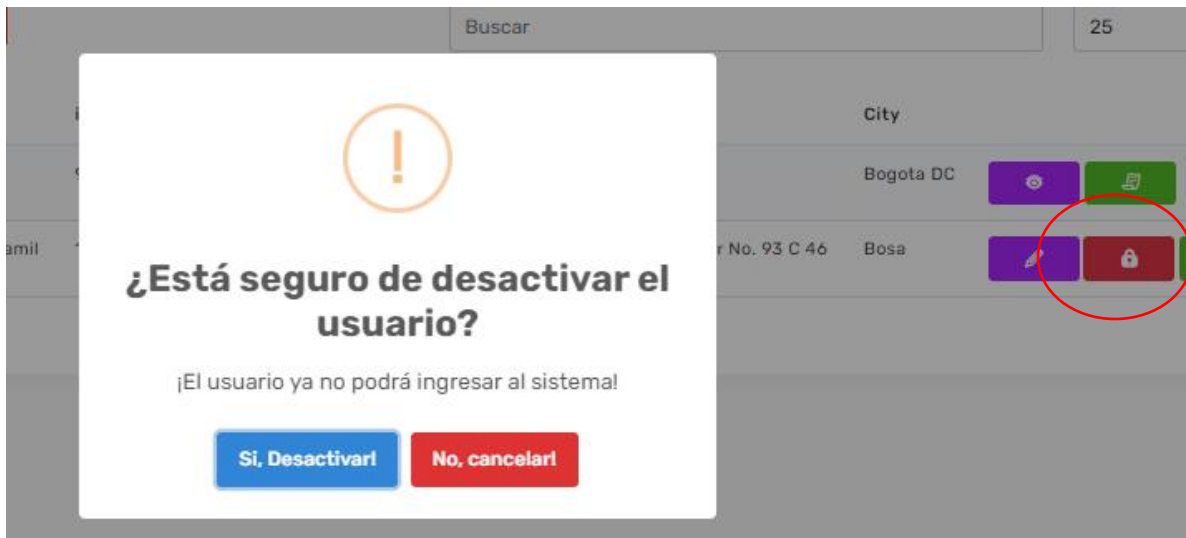 Buscar
25
City
Bogota DC
amil
r No. 93 C 46
Bosa
¿Está seguro de desactivar el
usuario?
¡El usuario ya no podrá ingresar al sistema!
Si, Desactivar!
No, cancelar!